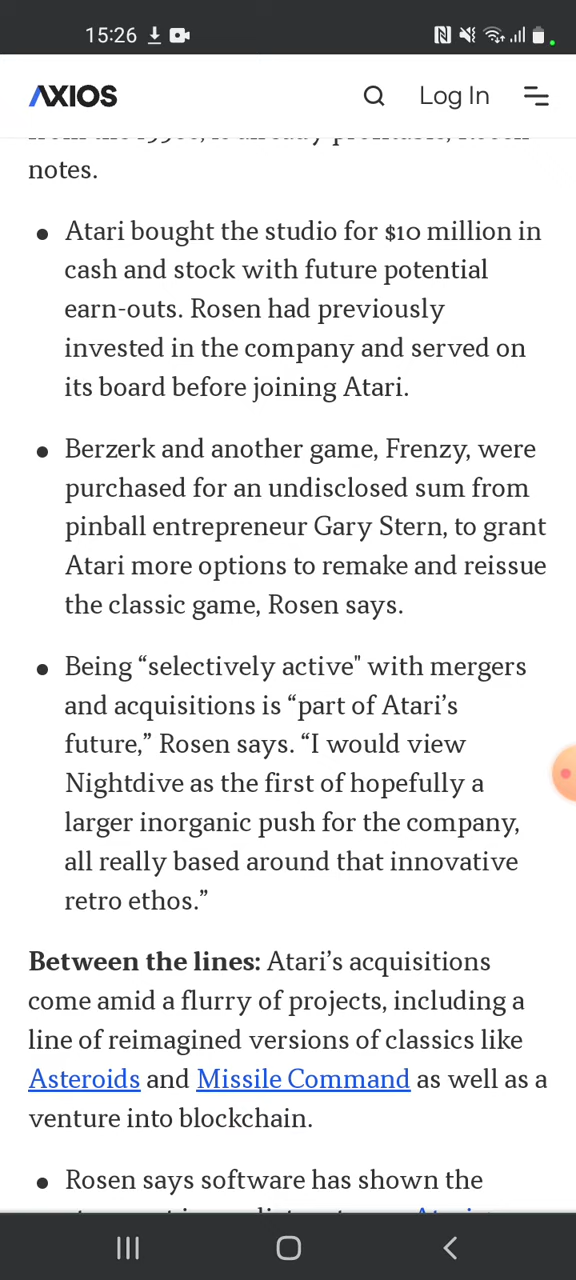 15:26
AXIOS
Log In
notes.
• Atari bought the studio for $10 million in
cash and stock with future potential
earn-outs. Rosen had previously
invested in the company and served on
its board before joining Atari.
• Berzerk and another game, Frenzy, were
purchased for an undisclosed sum from
pinball entrepreneur Gary Stern, to grant
Atari more options to remake and reissue
the classic game, Rosen says.
• Being “selectively active" with mergers
and acquisitions is “part of Atari’s
future,” Rosen says. “I would view
Nightdive as the first of hopefully a
larger inorganic push for the company,
all really based around that innovative
retro ethos.”
Between the lines: Atari’s acquisitions
come amid a flurry of projects, including a
line of reimagined versions of classics like
Asteroids and Missile Command as well as a
venture into blockchain.
• Rosen says software has shown the